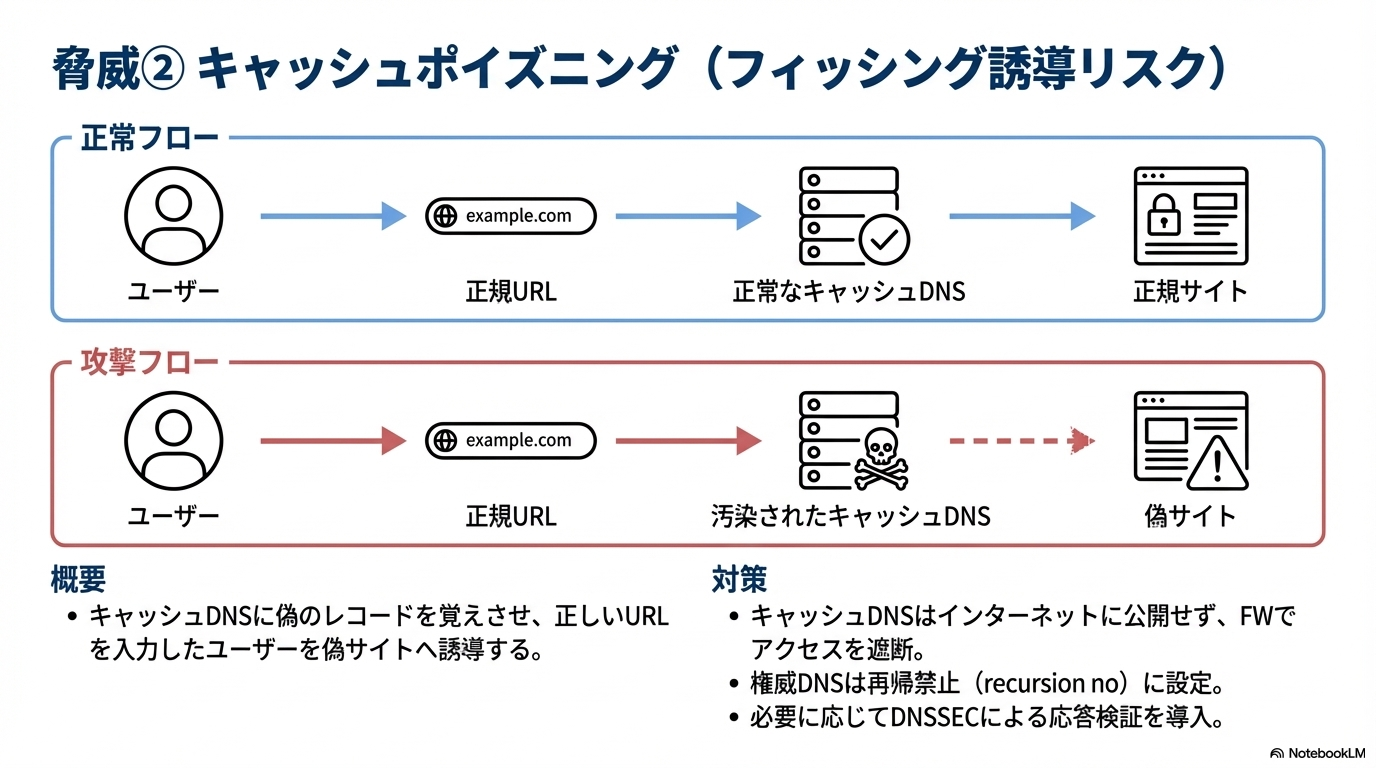 脅威② キャッシュポイズニング（フィッシング誘導リスク）
正常フロー
example.com
ユーザー
正規URL
正常なキャッシュDNS
正規サイト
攻撃フロー
example.com
ユーザー
正規URL
汚染されたキャッシュDNS
偽サイト
概要
• キャッシュDNSに偽のレコードを覚えさせ、正しいURL
を入力したユーザーを偽サイトへ誘導する。
対策
• キャッシュDNSはインターネットに公開せず、FWで
アクセスを遮断。
• 権威DNSは再帰禁止（recursion no）に設定。
• 必要に応じてDNSSECによる応答検証を導入。
NotebookLM